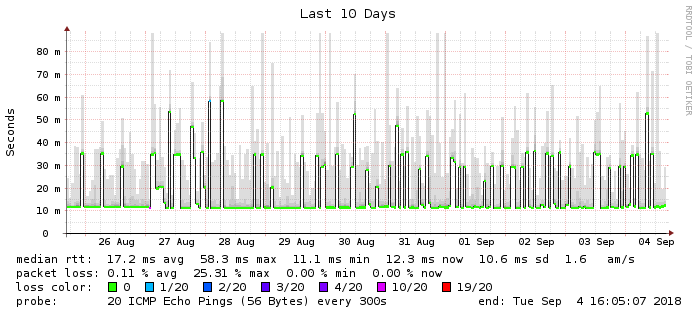 Last 10 Days
RRDTOOL / TOBI OETIKER
Seconds
80 m
70 m
60 m
50 m
40 m
30 m
20 m
10 m
0
26 Aug 27 Aug 28 Aug 29 Aug 30 Aug 31 Aug 01 Sep 02 Sep 03 Sep 04 Sep
median rtt: 17.2 ms avg 58.3 ms max 11.1 ms min 12.3 ms now 10.6 ms sd 1.6 am/s
packet loss: 0.11 % avg 25.31 % max 0.00 % min 0.00 % now
loss color: 0 1/20 2/20 3/20 4/20 10/20 19/20
probe: 20 ICMP Echo Pings (56 Bytes) every 300s end: Tue Sep 4 16:05:07 2018